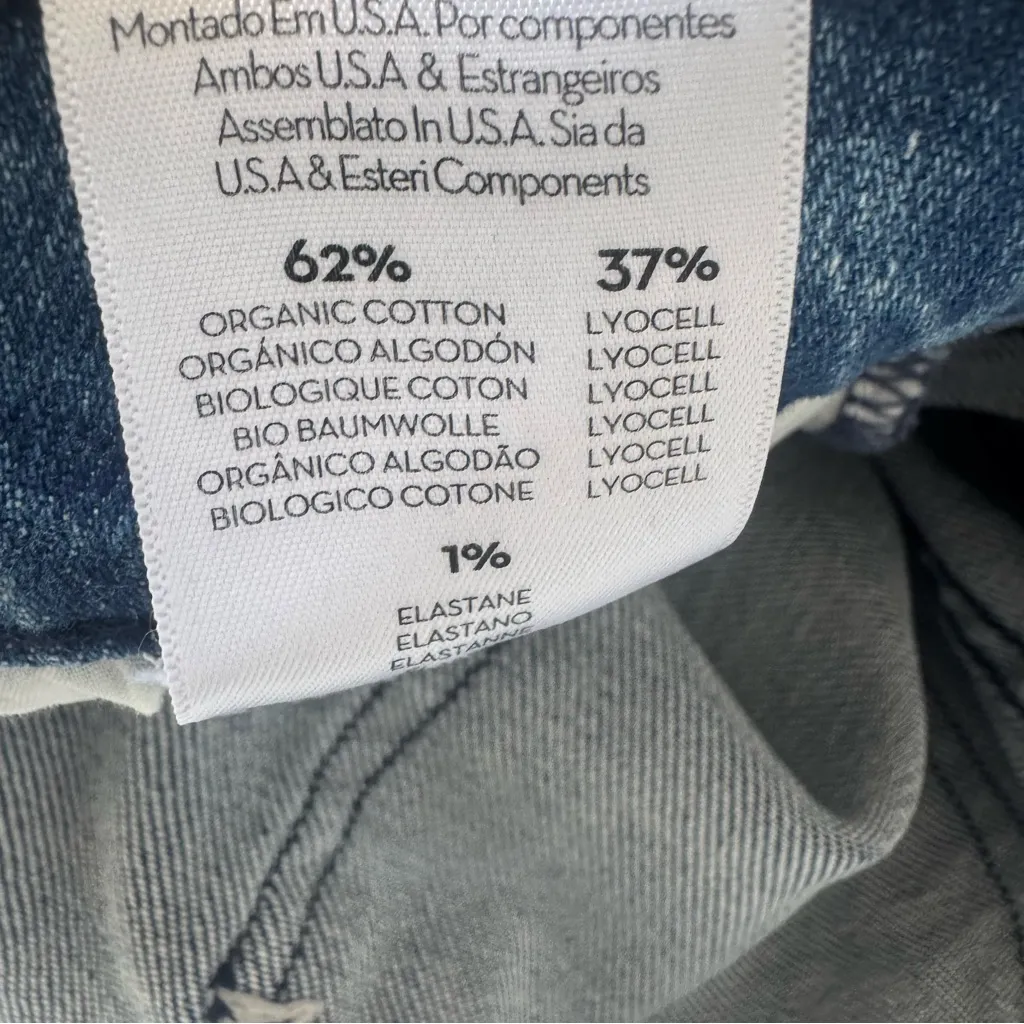 Montado Em U.S.A. Por componentes
Ambos U.S.A & Estrangeiros
Assemblato In U.S.A. Sia da
U.S.A & Esteri Components
62%
ORGANIC COTTON
ORGÁNICO ALGODÓN
BIOLOGIQUE COTON
BIO BAUMWOLLE
ORGÂNICO ALGODÃO
BIOLOGICO COTONE
37%
LYOCELL
LYOCELL
LYOCELL
LYOCELL
LYOCELL
LYOCELL
1%
ELASTANE
ELASTANO
ELASTANNE